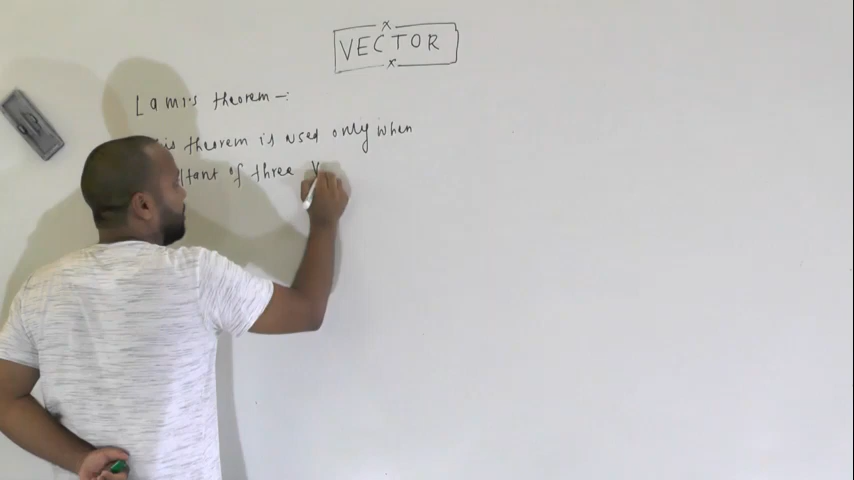 VECTOR
Lami's theorem -:
is theorem is used only when
ltant of three V